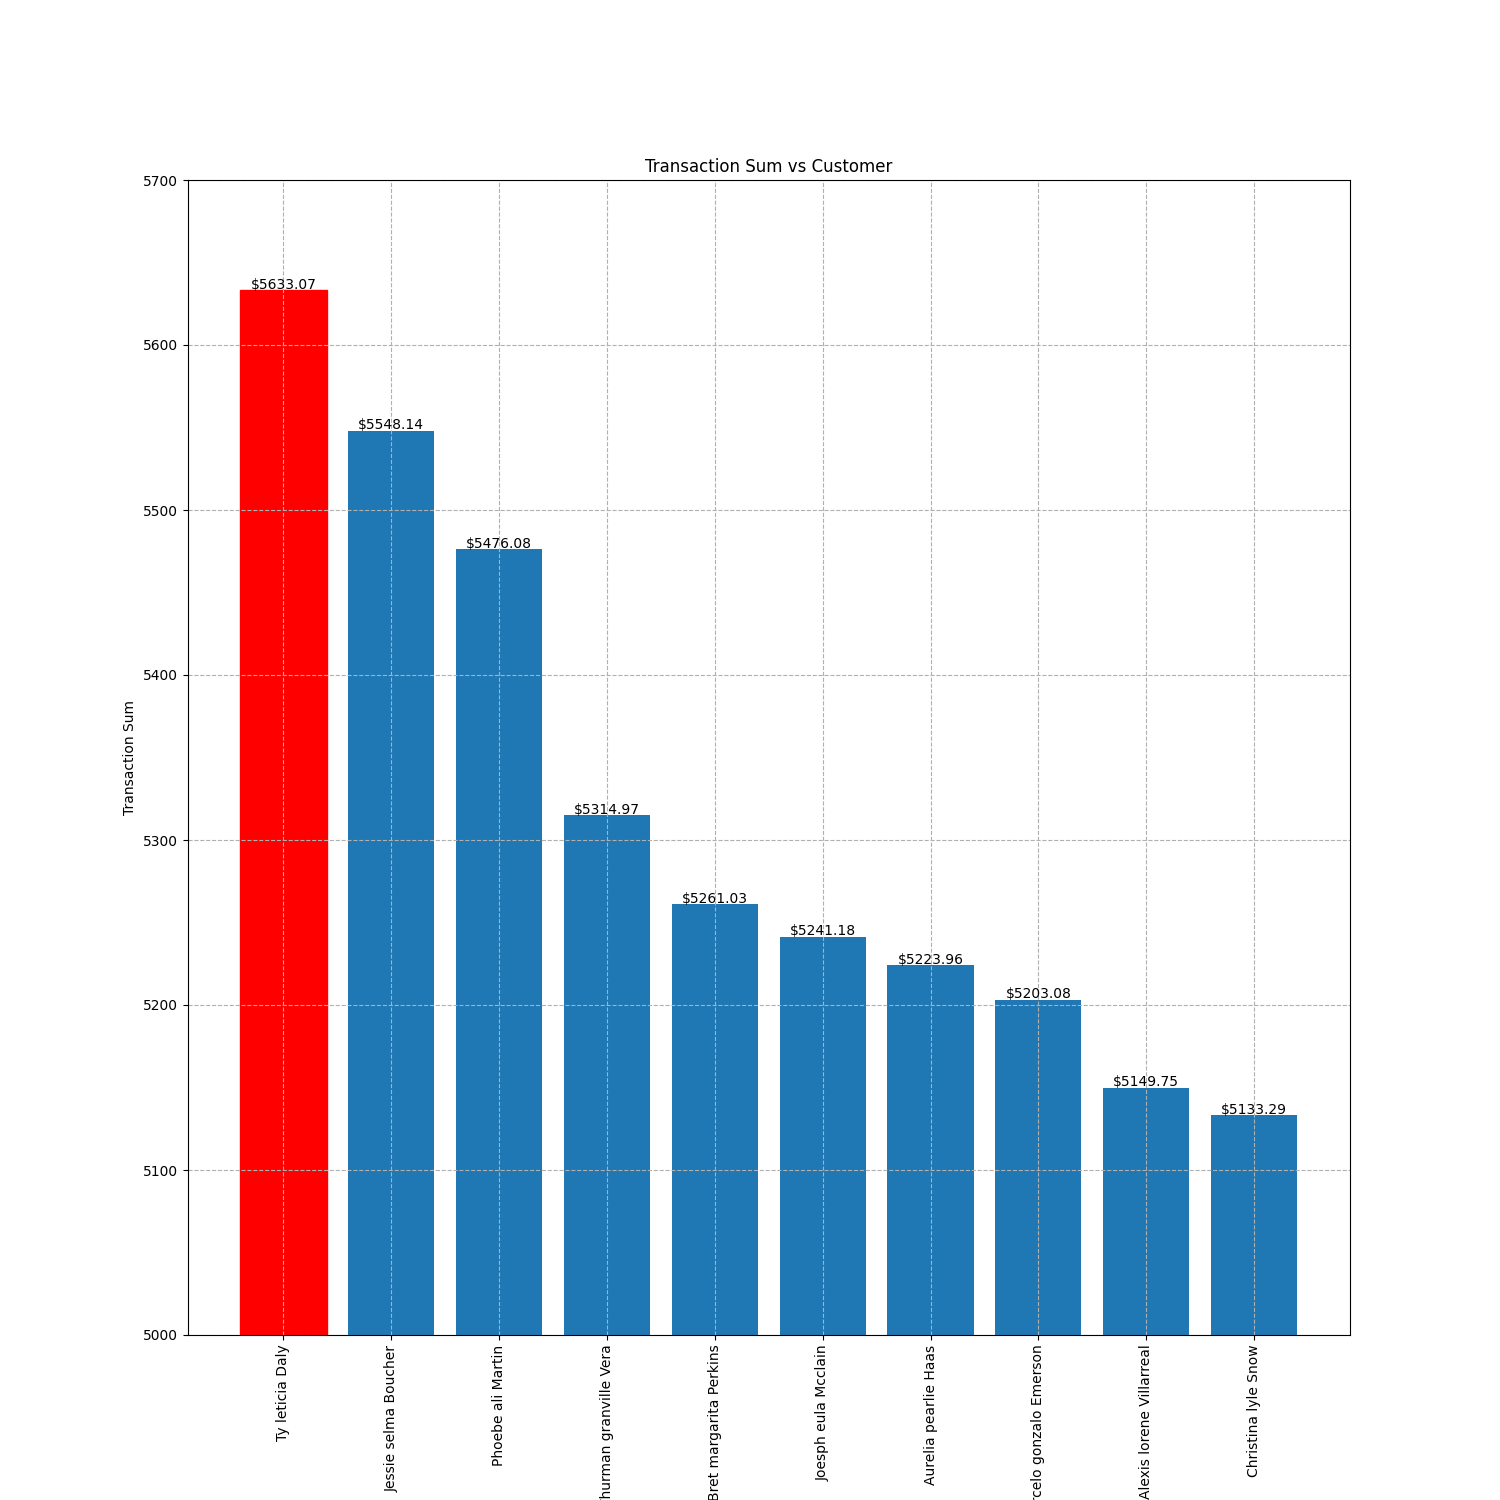 Transaction Sum vs Customer
5700
5600
5500
5400
5300
5200
5100
5000
Transaction Sum
$5633.07
$5548.14
$5476.08
$5314.97
$5261.03
$5241.18
$5223.96
$5203.08
$5149.75
$5133.29
Ty leticia Daly
Jessie selma Boucher
Phoebe ali Martin
granville Vera
Bret margarita Perkins
Joesph eula Mcclain
Aurelia pearlie Haas
gonzalo Emerson
Alexis lorene Villarreal
Christina lyle Snow